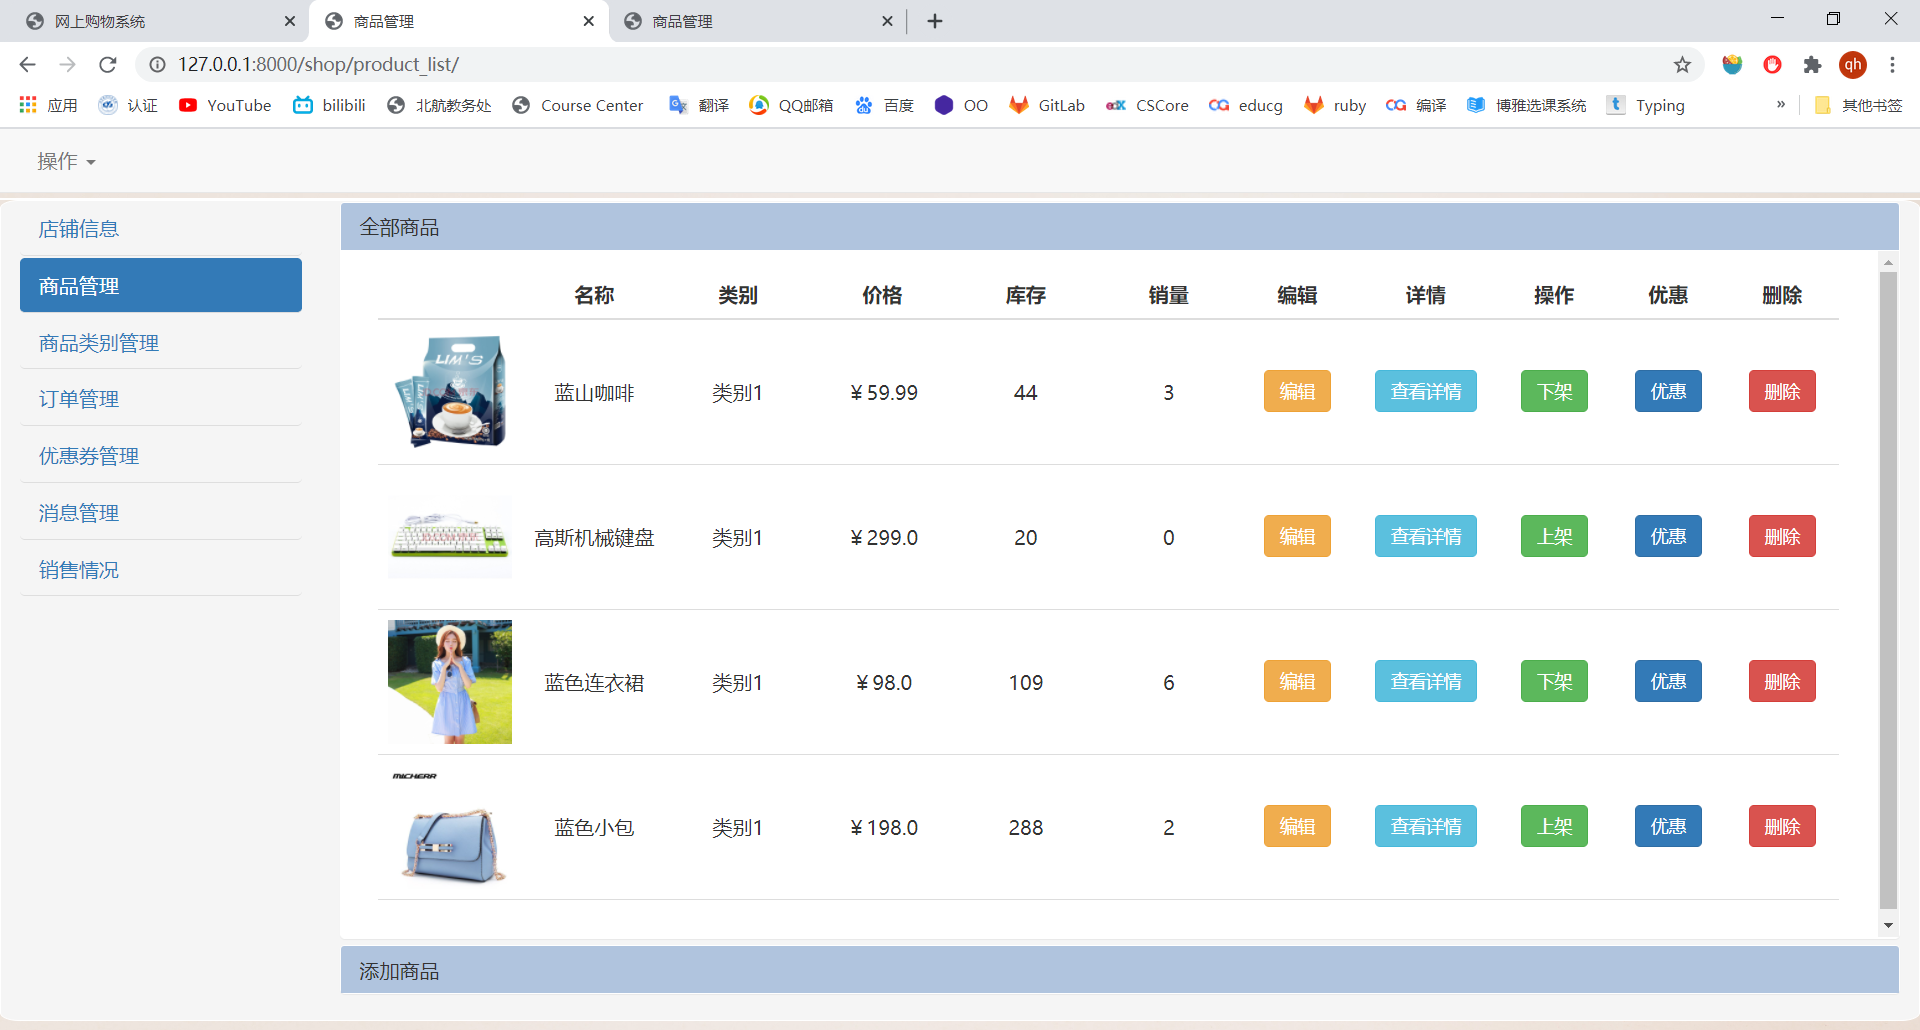 网上购物系统 商品管理 商品管理
127.0.0.1:8000/shop/product_list/ qh
应用 认证 YouTube bilibili 北航教务处 Course Center 翻译 QQ邮箱 百度 OO GitLab CSCore educg ruby 编译 博雅选课系统 Typing » 其他书签
操作
店铺信息
商品管理
商品类别管理
订单管理
优惠券管理
消息管理
销售情况
全部商品
名称 类别 价格 库存 销量 编辑 详情 操作 优惠 删除
LIM'S
蓝山咖啡 类别1 ¥ 59.99 44 3 编辑 查看详情 下架 优惠 删除
高斯机械键盘 类别1 ¥ 299.0 20 0 编辑 查看详情 上架 优惠 删除
蓝色连衣裙 类别1 ¥ 98.0 109 6 编辑 查看详情 下架 优惠 删除
蓝色小包 类别1 ¥ 198.0 288 2 编辑 查看详情 上架 优惠 删除
添加商品